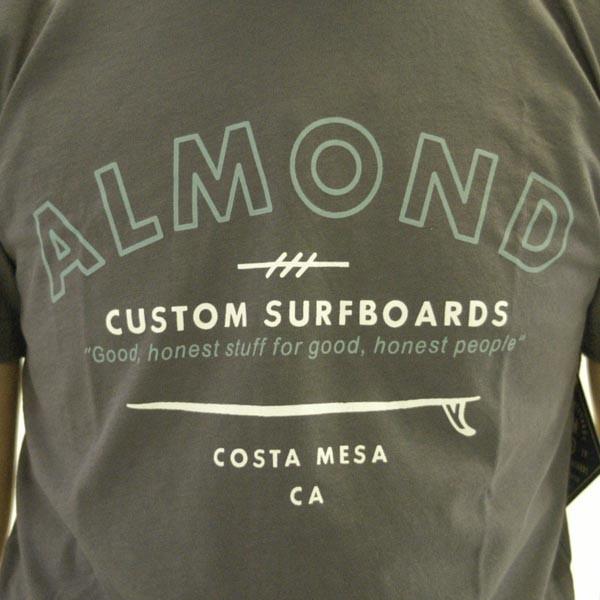 ALMOND
CUSTOM SURFBOARDS
"Good, honest stuff for good, honest people"
COSTA MESA
CA